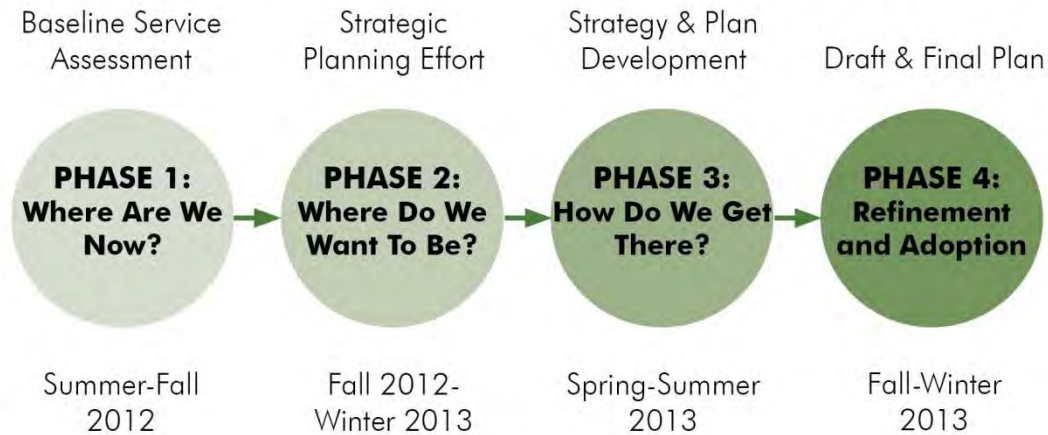 Baseline Service
Assessment
Strategic
Planning Effort
Strategy & Plan
Development
Draft & Final Plan
PHASE 1:
Where Are We
Now?
PHASE 2:
Where Do We
Want To Be?
PHASE 3:
How Do We Get
There?
PHASE 4:
Refinement
and Adoption
Summer-Fall
2012
Fall 2012-
Winter 2013
Spring-Summer
2013
Fall-Winter
2013